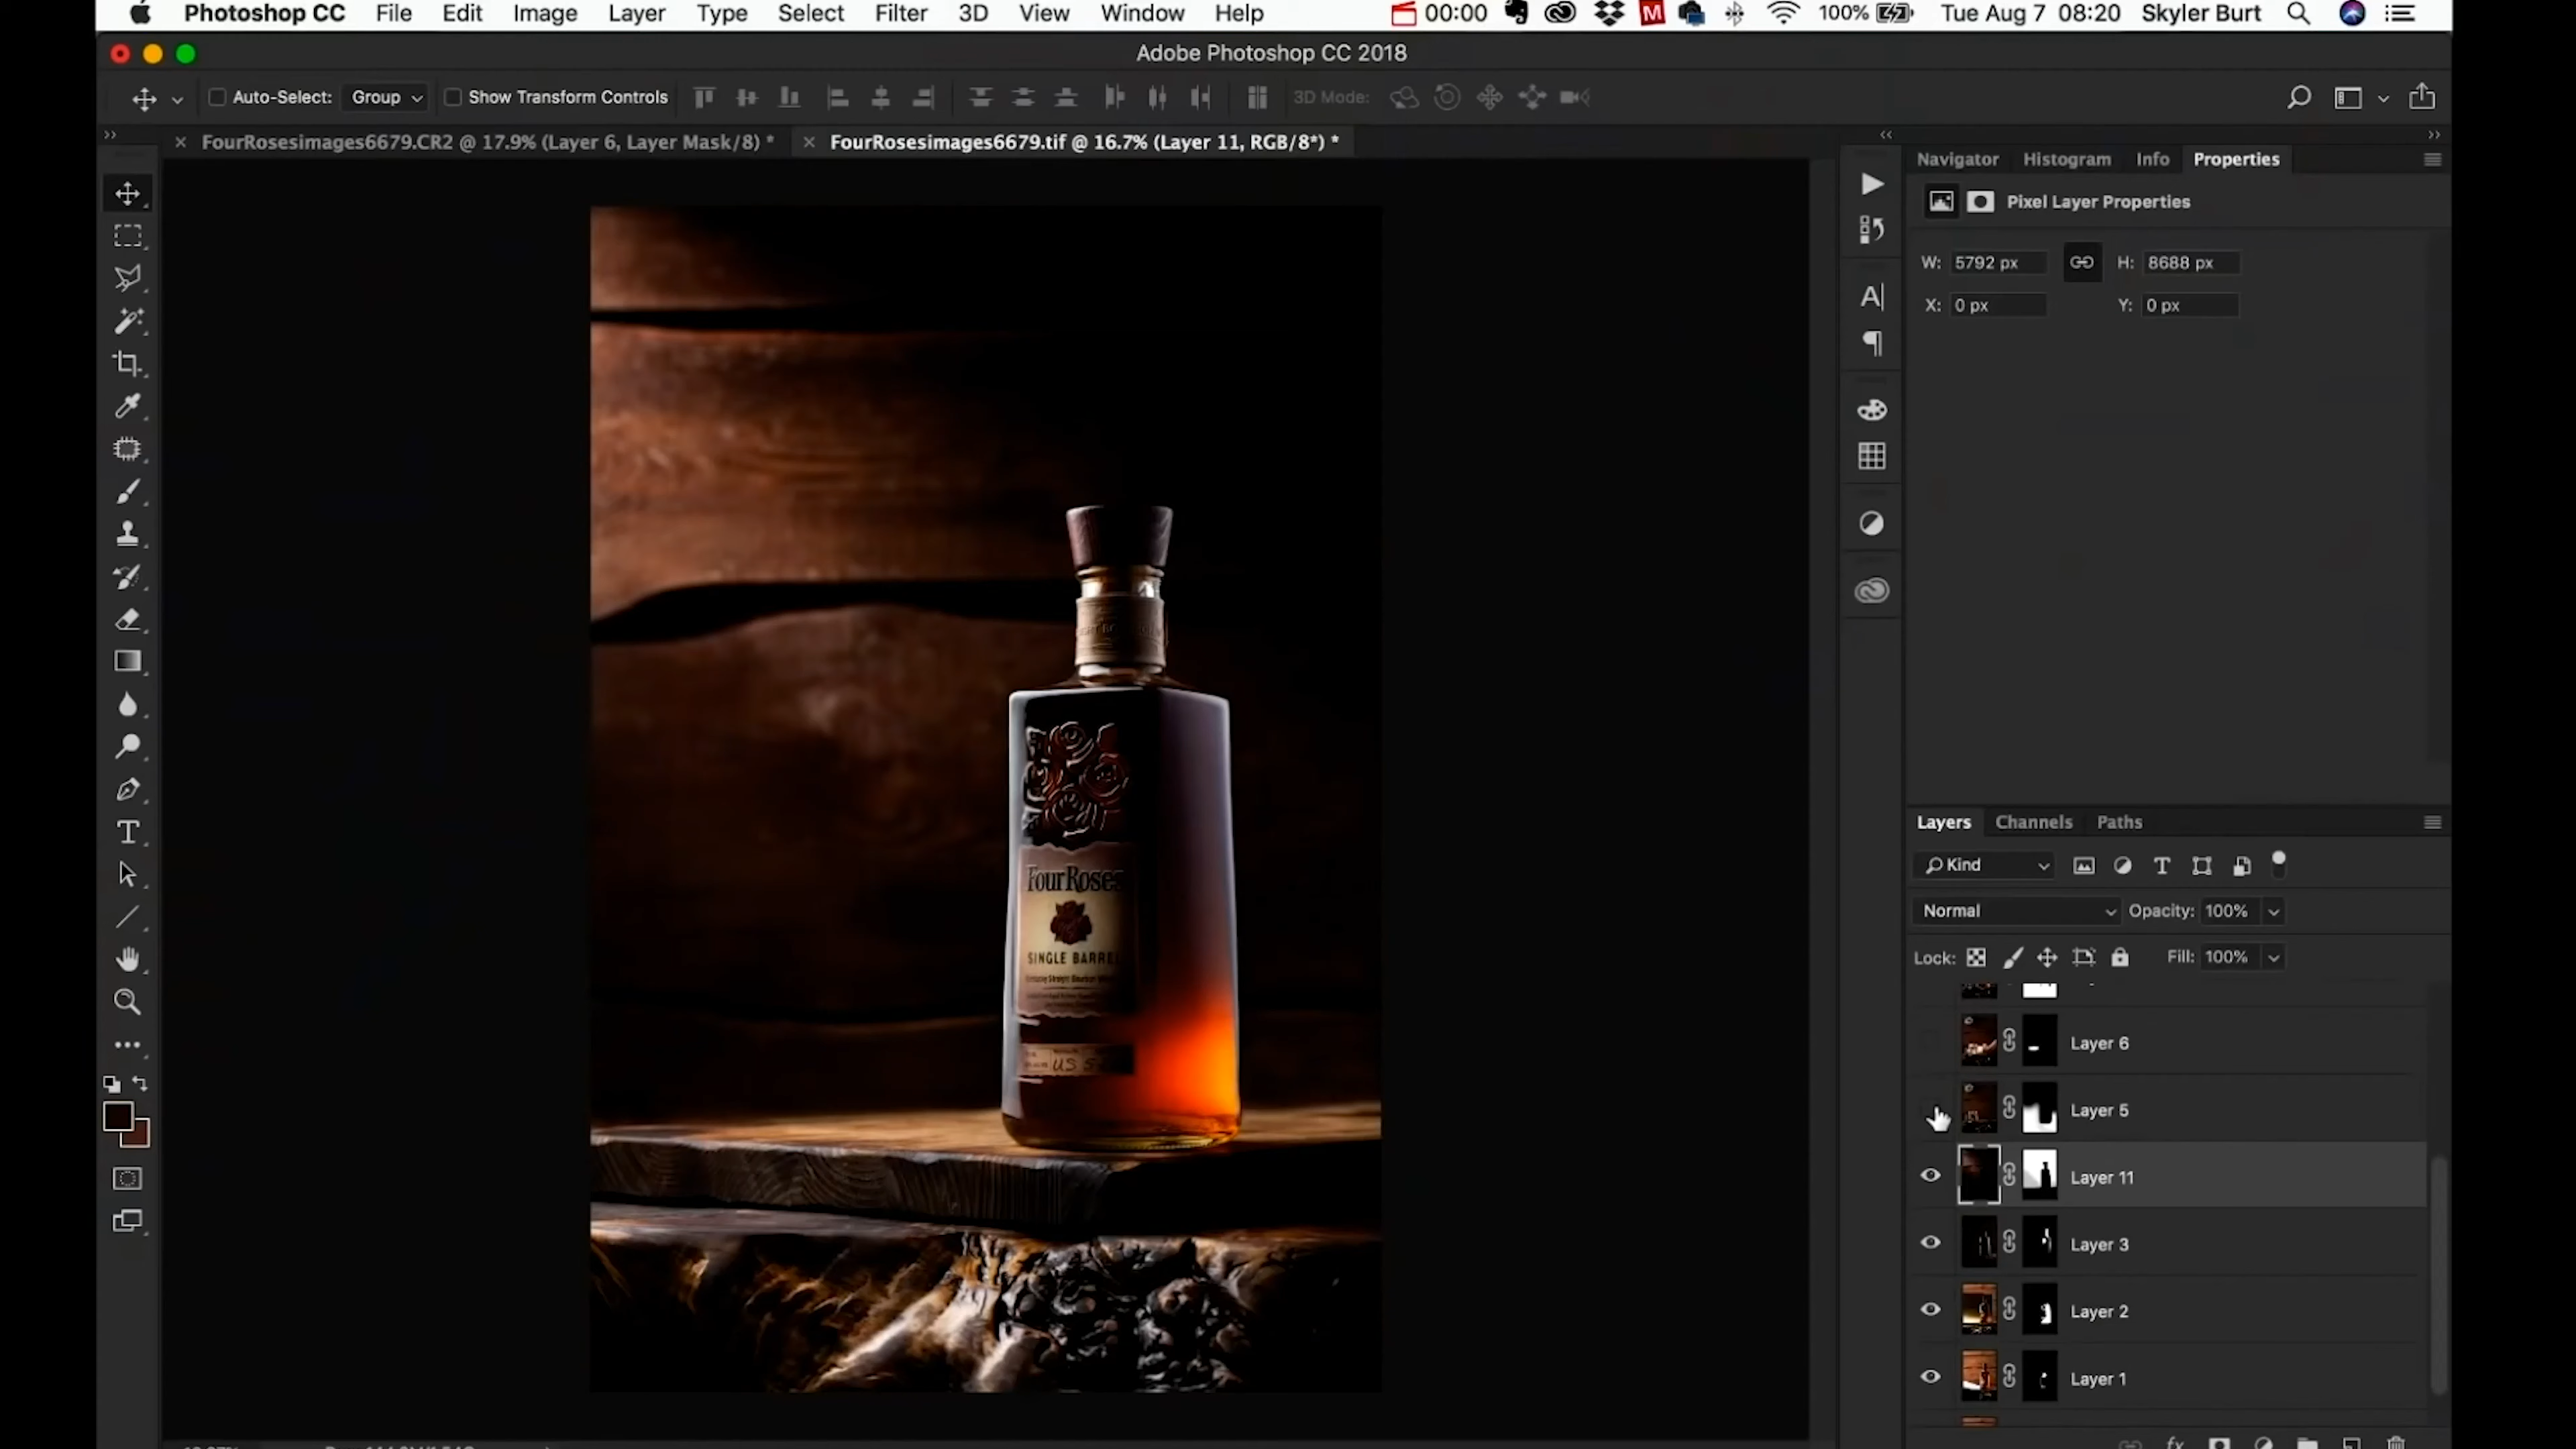 Photoshop CC File Edit Image Layer Type Select Filter 3D View Window Help 00:00 M 100% Tue Aug 7 08:20 Skyler Burt
Adobe Photoshop CC 2018
Auto-Select: Group Show Transform Controls 3D Mode:
FourRosesimages6679.CR2 @ 17.9% (Layer 6, Layer Mask/8) * FourRosesimages6679.tif @ 16.7% (Layer 11, RGB/8*) *
Navigator Histogram Info Properties
Pixel Layer Properties
W: 5792 px H: 8688 px
X: 0 px Y: 0 px
FourRoses
SINGLE BARREL
US
Layers Channels Paths
Kind
Normal Opacity: 100%
Lock: Fill: 100%
Layer 6
Layer 5
Layer 11
Layer 3
Layer 2
Layer 1
fx